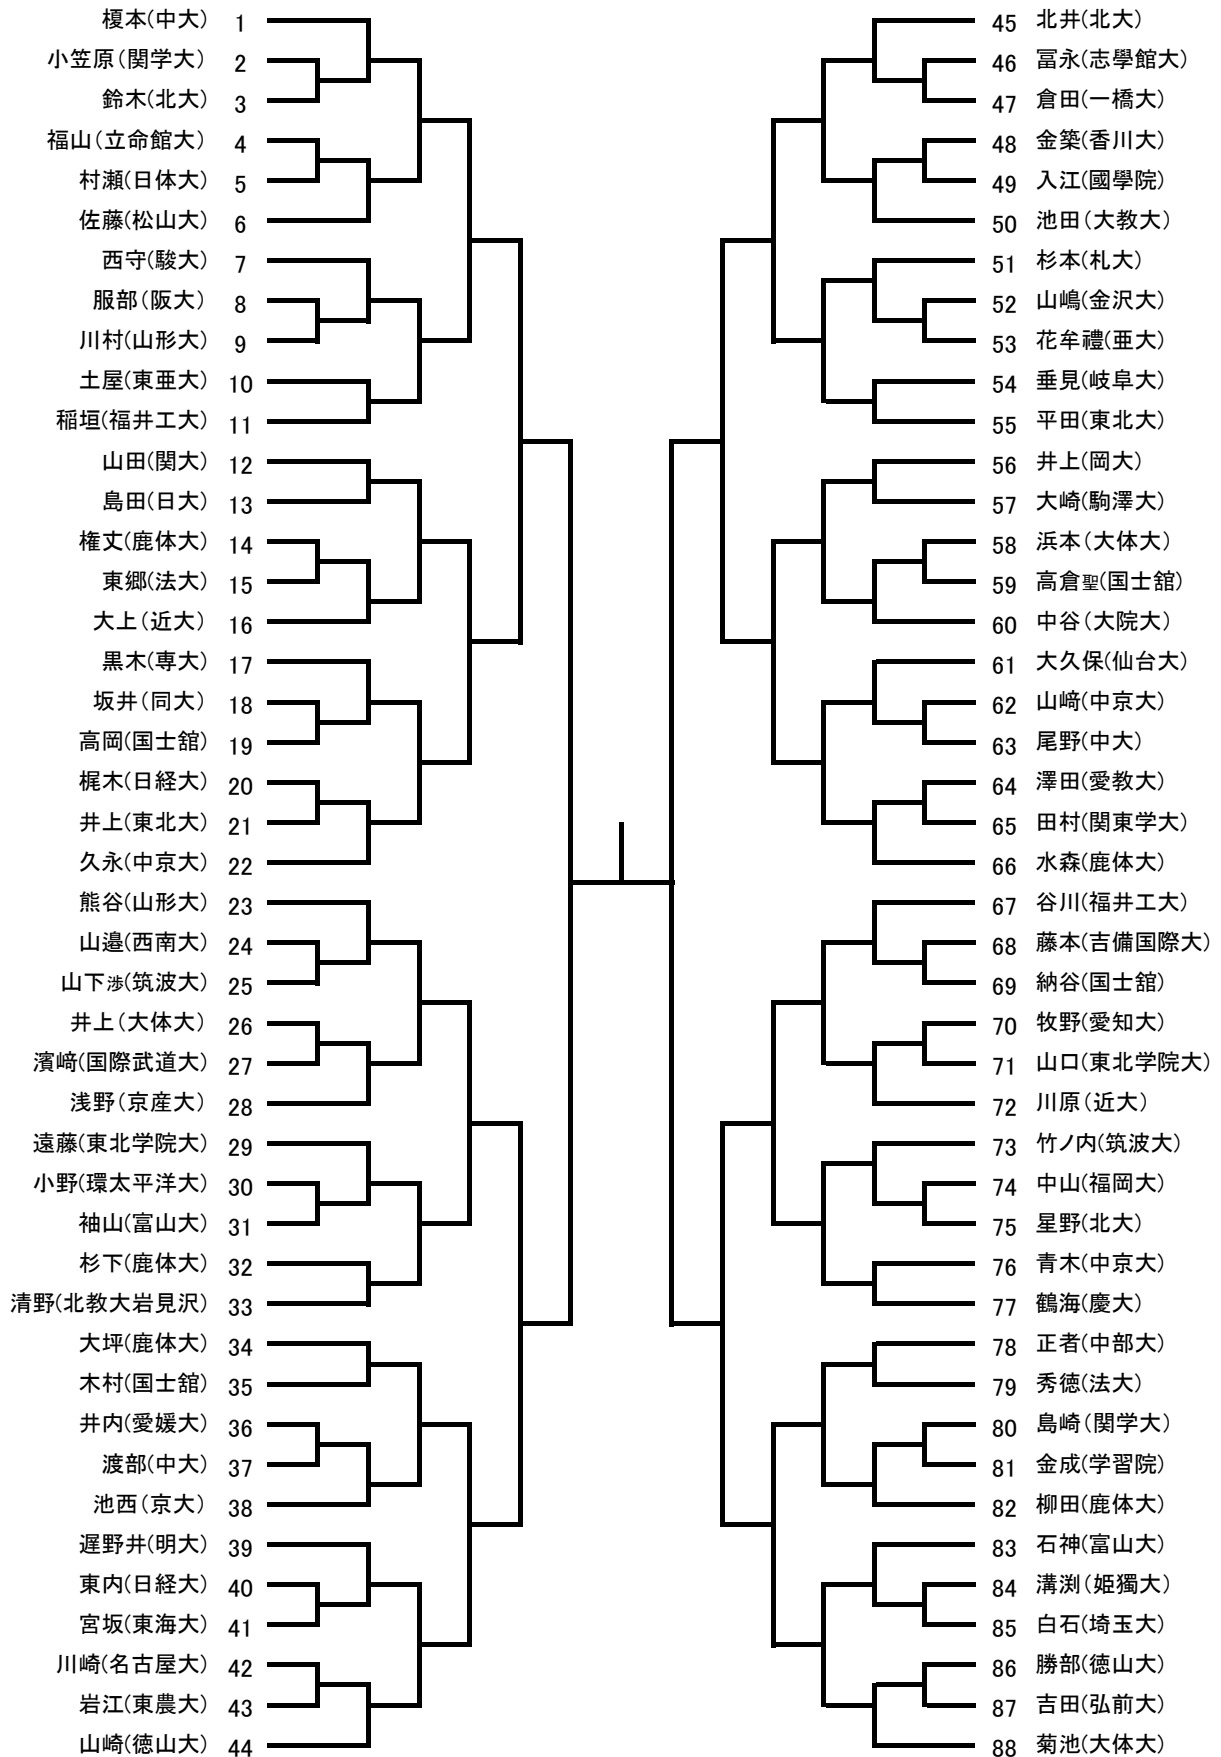 榎本(中大) 1
小笠原(関学大) 2
鈴木(北大) 3
福山(立命館大) 4
村瀬(日体大) 5
佐藤(松山大) 6
西守(駿大) 7
服部(阪大) 8
川村(山形大) 9
土屋(東亜大) 10
稲垣(福井工大) 11
山田(関大) 12
島田(日大) 13
権丈(鹿体大) 14
東郷(法大) 15
大上(近大) 16
黒木(専大) 17
坂井(同大) 18
高岡(国士舘) 19
梶木(日経大) 20
井上(東北大) 21
久永(中京大) 22
熊谷(山形大) 23
山邉(西南大) 24
山下渉(筑波大) 25
井上(大体大) 26
濱﨑(国際武道大) 27
浅野(京産大) 28
遠藤(東北学院大) 29
小野(環太平洋大) 30
袖山(富山大) 31
杉下(鹿体大) 32
清野(北教大岩見沢) 33
大坪(鹿体大) 34
木村(国士舘) 35
井内(愛媛大) 36
渡部(中大) 37
池西(京大) 38
遅野井(明大) 39
東内(日経大) 40
宮坂(東海大) 41
川崎(名古屋大) 42
岩江(東農大) 43
山崎(徳山大) 44
45 北井(北大)
46 冨永(志學館大)
47 倉田(一橋大)
48 金築(香川大)
49 入江(國學院)
50 池田(大教大)
51 杉本(札大)
52 山嶋(金沢大)
53 花牟禮(亜大)
54 垂見(岐阜大)
55 平田(東北大)
56 井上(岡大)
57 大崎(駒澤大)
58 浜本(大体大)
59 高倉聖(国士舘)
60 中谷(大院大)
61 大久保(仙台大)
62 山﨑(中京大)
63 尾野(中大)
64 澤田(愛教大)
65 田村(関東学大)
66 水森(鹿体大)
67 谷川(福井工大)
68 藤本(吉備国際大)
69 納谷(国士舘)
70 牧野(愛知大)
71 山口(東北学院大)
72 川原(近大)
73 竹ノ内(筑波大)
74 中山(福岡大)
75 星野(北大)
76 青木(中京大)
77 鶴海(慶大)
78 正者(中部大)
79 秀徳(法大)
80 島崎(関学大)
81 金成(学習院)
82 柳田(鹿体大)
83 石神(富山大)
84 溝渕(姫獨大)
85 白石(埼玉大)
86 勝部(徳山大)
87 吉田(弘前大)
88 菊池(大体大)